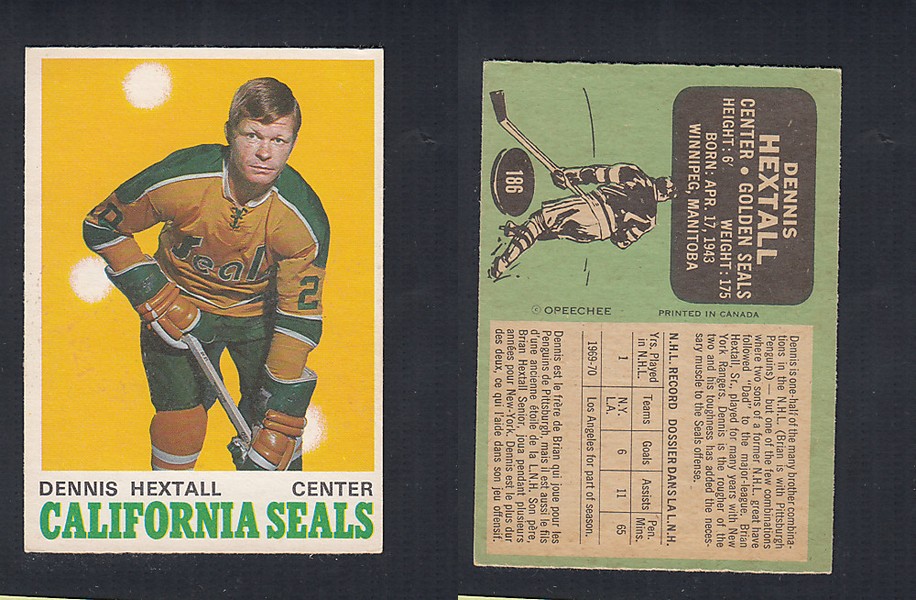 20
Seals
2
DENNIS HEXTALL CENTER
CALIFORNIA SEALS
186
DENNIS
HEXTALL
CENTER • GOLDEN SEALS
HEIGHT: 6' WEIGHT: 175
BORN: APR. 17, 1943
WINNIPEG, MANITOBA
© OPEECHEE PRINTED IN CANADA
Dennis is one-half of the many brother combina-
tions in the N.H.L. (Brian is with Pittsburgh
Penguins) but one of the few combinations
where two sons of a former N.H.L. great have
followed "Dad" to the major-league. Brian
Hextall, Sr., played for many years with New
York Rangers. Dennis is the rougher of the
two and his toughness has added the neces-
sary muscle to the Seals offense.
N.H.L. RECORD DOSSIER DANS LA L.N.H.
Yrs. Played Teams Goals Assists Pen.
in N.H.L. Mins.
1 N.Y. 6 11 65
L.A.
1969-70 Los Angeles for part of season.
Dennis est le frère de Brian qui joue pour les
Penguins de Pittsburgh, mais il est aussi le fils
d'une ancienne étoile de la L.N.H. Son père,
Brian Hextall Senior, joua pendant plusieurs
années pour New-York. Dennis est le plus dur
des deux, ce qui l'aide dans son jeu offensif.